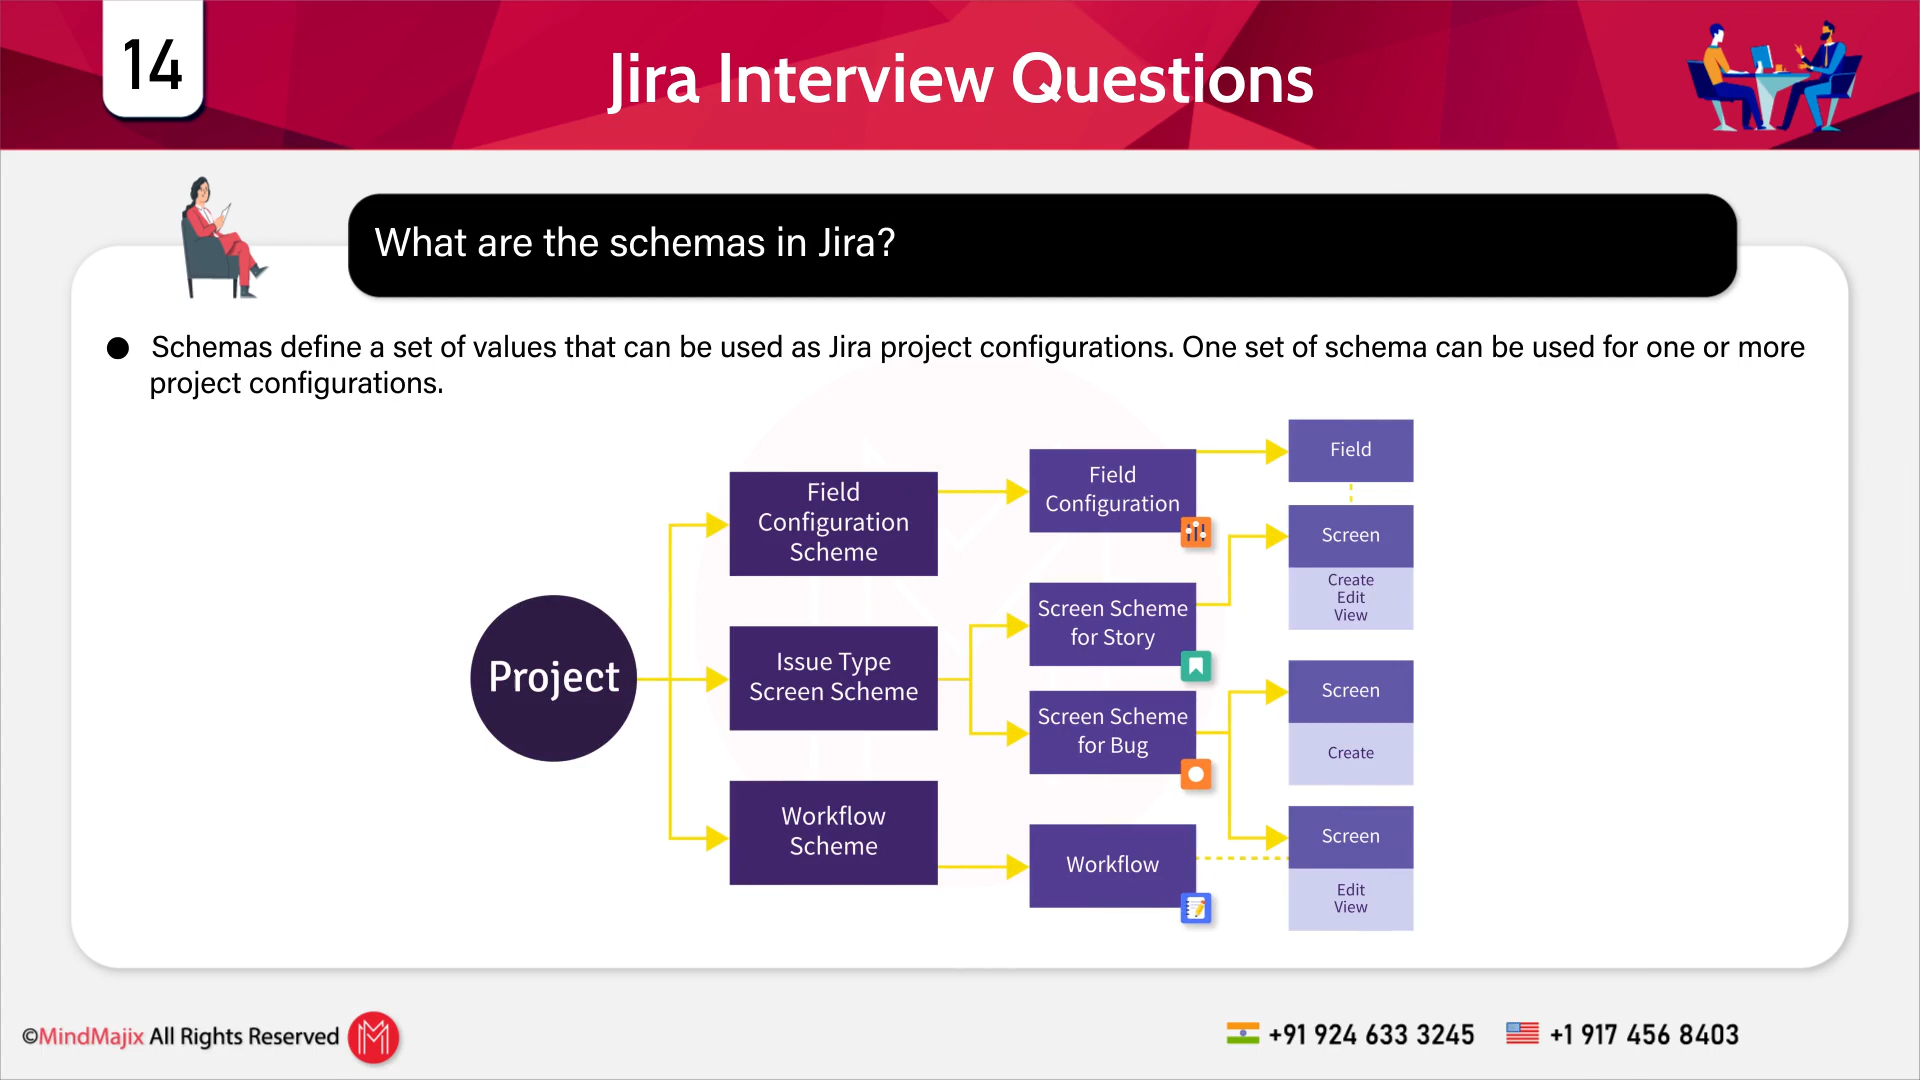 14
Jira Interview Questions
What are the schemas in Jira?
● Schemas define a set of values that can be used as Jira project configurations. One set of schema can be used for one or more
project configurations.
Project
Field
Configuration
Scheme
Issue Type
Screen Scheme
Workflow
Scheme
Field
Configuration
Screen Scheme
for Story
Screen Scheme
for Bug
Workflow
Field
Screen
Create
Edit
View
Screen
Create
Screen
Edit
View
©MindMajix All Rights Reserved
+91 924 633 3245
+1 917 456 8403